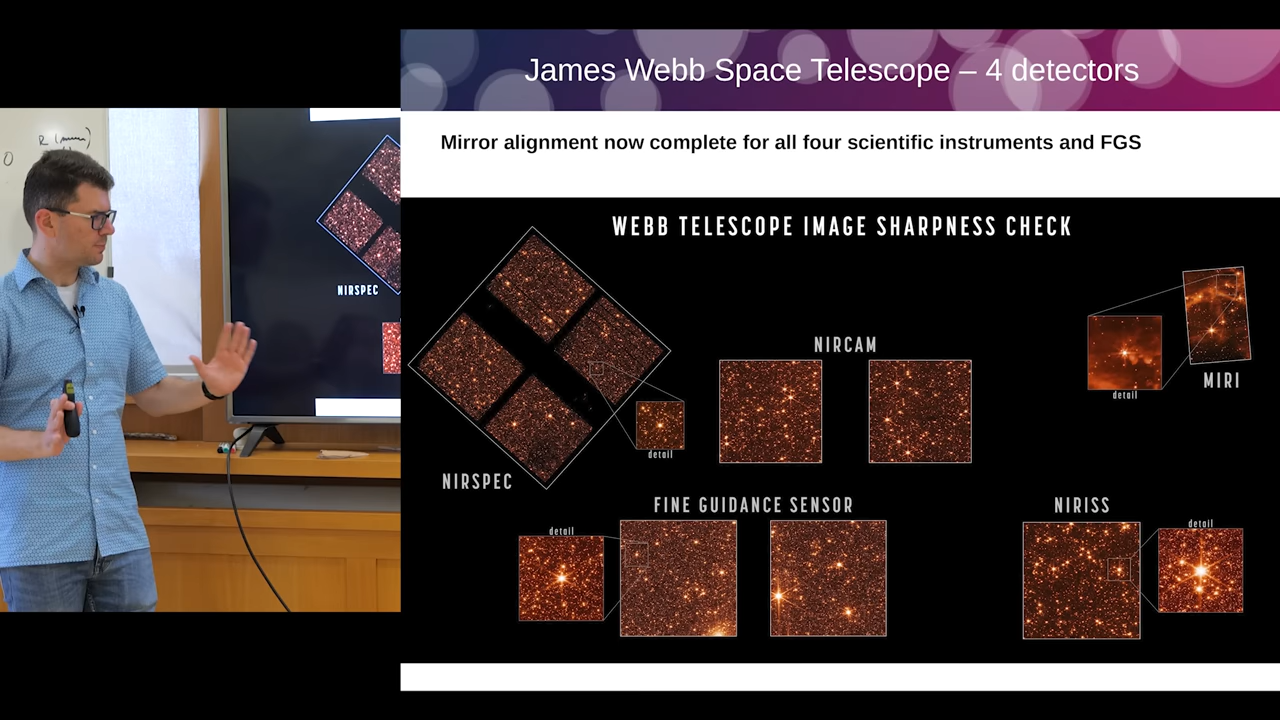 James Webb Space Telescope – 4 detectors
Mirror alignment now complete for all four scientific instruments and FGS
WEBB TELESCOPE IMAGE SHARPNESS CHECK
NIRSPEC
detail
NIRCAM
detail
MIRI
FINE GUIDANCE SENSOR
detail
NIRISS
detail
NIRSPEC